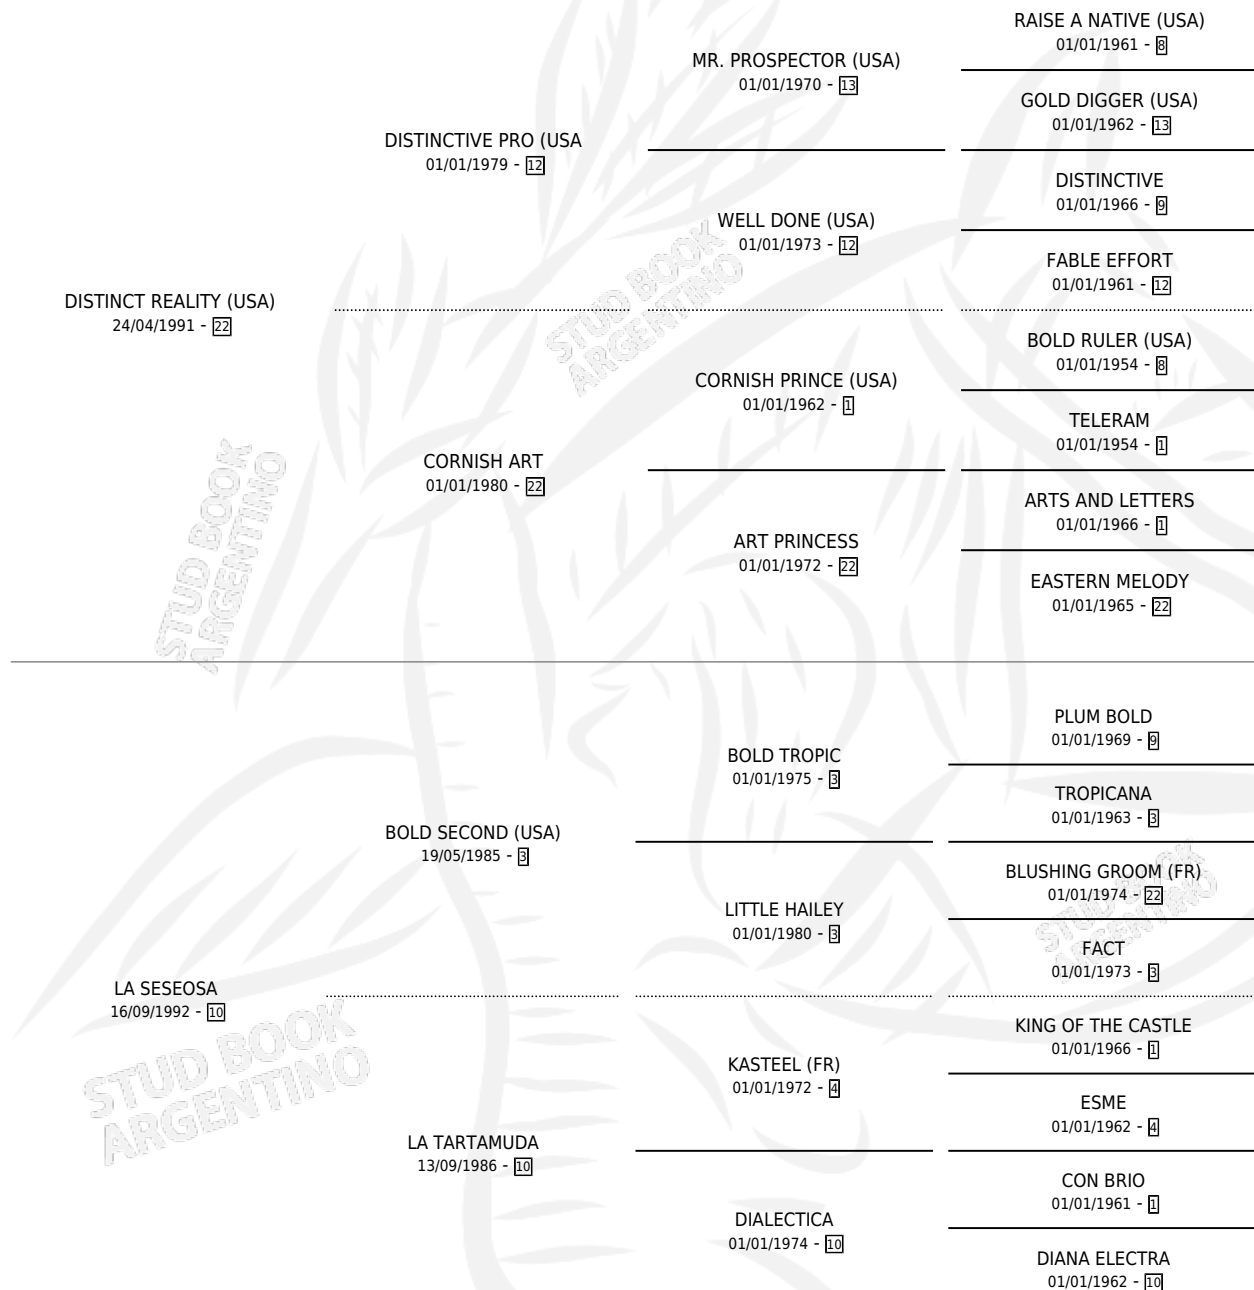 RAISE A NATIVE (USA)
01/01/1961 - 8
MR. PROSPECTOR (USA)
01/01/1970 - 13
GOLD DIGGER (USA)
01/01/1962 - 13
DISTINCTIVE PRO (USA
01/01/1979 - 12
DISTINCTIVE
01/01/1966 - 9
WELL DONE (USA)
01/01/1973 - 12
FABLE EFFORT
01/01/1961 - 12
DISTINCT REALITY (USA)
24/04/1991 - 22
BOLD RULER (USA)
01/01/1954 - 8
CORNISH PRINCE (USA)
01/01/1962 - 1
TELERAM
01/01/1954 - 1
CORNISH ART
01/01/1980 - 22
ARTS AND LETTERS
01/01/1966 - 1
ART PRINCESS
01/01/1972 - 22
EASTERN MELODY
01/01/1965 - 22
PLUM BOLD
01/01/1969 - 9
BOLD TROPIC
01/01/1975 - 3
TROPICANA
01/01/1963 - 3
BOLD SECOND (USA)
19/05/1985 - 3
BLUSHING GROOM (FR)
01/01/1974 - 22
LITTLE HAILEY
01/01/1980 - 3
FACT
01/01/1973 - 3
LA SESEOSA
16/09/1992 - 10
KING OF THE CASTLE
01/01/1966 - 1
KASTEEL (FR)
01/01/1972 - 4
ESME
01/01/1962 - 4
LA TARTAMUDA
13/09/1986 - 10
CON BRIO
01/01/1961 - 1
DIALECTICA
01/01/1974 - 10
DIANA ELECTRA
01/01/1962 - 10
STUD BOOK
ARGENTINO
STUD BOOK
ARGENTINO
STUD BOOK
ARGENTINO
STUD BOOK
ARGENTINO